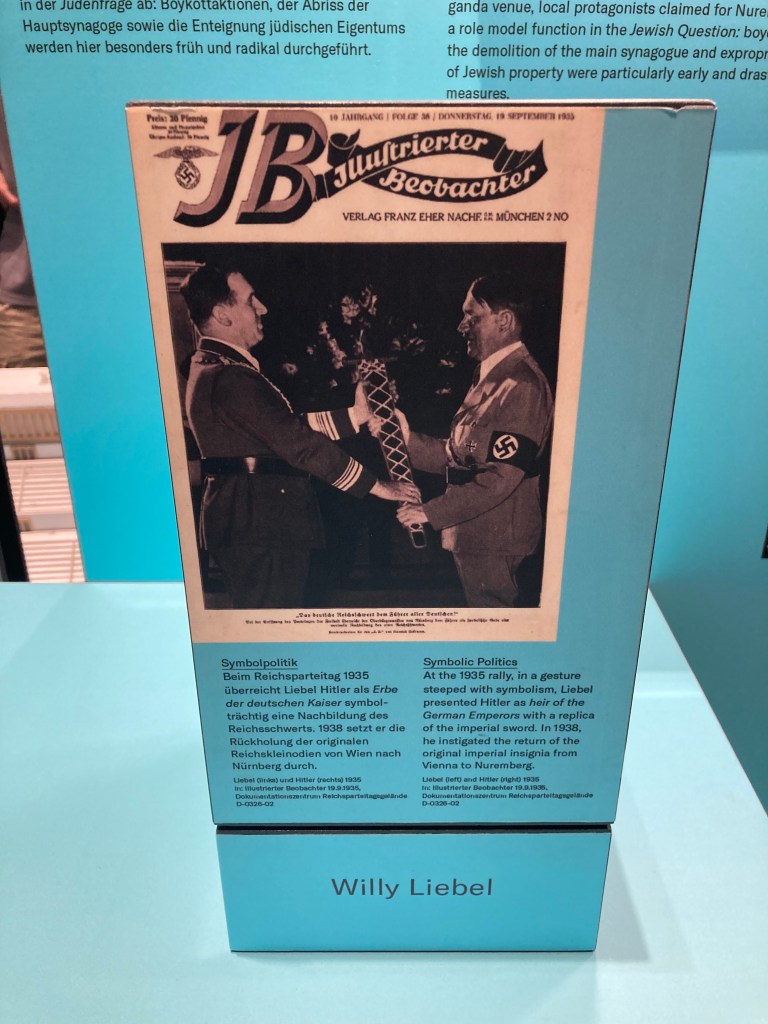 in der Judenfrage ab: Boykottaktionen, der Abriss der
Hauptsynagoge sowie die Enteignung jüdischen Eigentums
werden hier besonders früh und radikal durchgeführt.
ganda venue, local protagonists claimed for
a role model function in the Jewish Question:
the demolition of the main synagogue and
of Jewish property were particularly early and
measures.
Preis: 20 Pfennig
10 JAHRGANG / FOLGE 38 / DONNERSTAG, 19 SEPTEMBER 1935
JB Illustrierter
Beobachter
VERLAG FRANZ EHER NACHF. MÜNCHEN 2 NO
„Das deutsche Reichsschwert dem Führer aller Deutschen!"
Symbolpolitik
Beim Reichsparteitag 1935
überreicht Liebel Hitler als Erbe
der deutschen Kaiser symbol-
trächtig eine Nachbildung des
Reichsschwerts. 1938 setzt er die
Rückholung der originalen
Reichskleinodien von Wien nach
Nürnberg durch.
Liebel (links) und Hitler (rechts) 1935
In: Illustrierter Beobachter 19.9.1935,
Dokumentationszentrum Reichsparteitagsgelände
D-0326-02
Symbolic Politics
At the 1935 rally, in a gesture
steeped with symbolism, Liebel
presented Hitler as heir of the
German Emperors with a replica
of the imperial sword. In 1938,
he instigated the return of the
original imperial insignia from
Vienna to Nuremberg.
Liebel (left) and Hitler (right) 1935
In: Illustrierter Beobachter 19.9.1935,
Dokumentationszentrum Reichsparteitagsgelände
D-0326-02
Willy Liebel